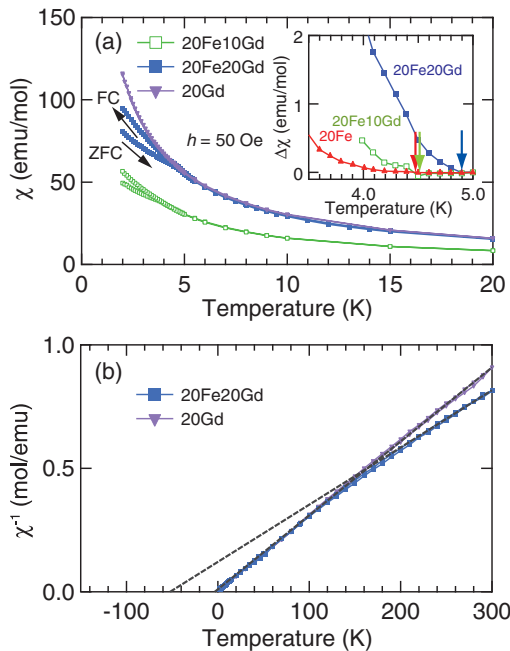 (a)
20Fe10Gd
20Fe20Gd
20Gd
FC
ZFC
h = 50 Oe
χ (emu/mol)
150
100
50
0
0
5
10
15
20
Temperature (K)
Δχ (emu/mol)
2
1
0
20Fe20Gd
20Fe10Gd
20Fe
4.0
5.0
Temperature (K)
(b)
20Fe20Gd
20Gd
χ⁻¹ (mol/emu)
1.0
0.5
0.0
-100
0
100
200
300
Temperature (K)